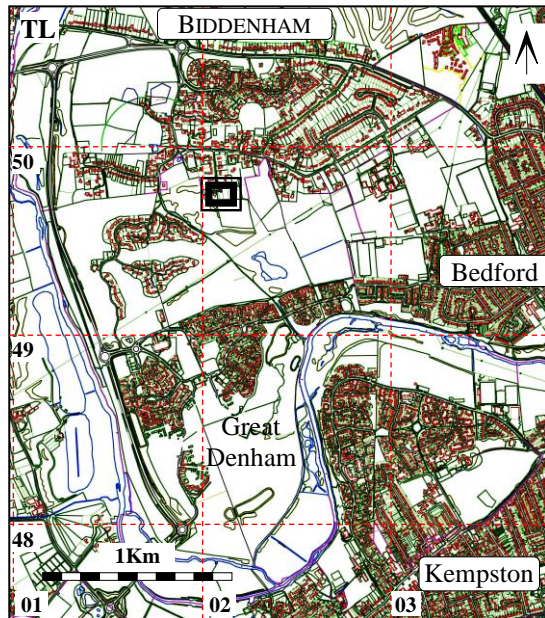 TL
BIDDENHAM
50
Bedford
49
Great
Denham
48
1Km
Kempston
01
02
03